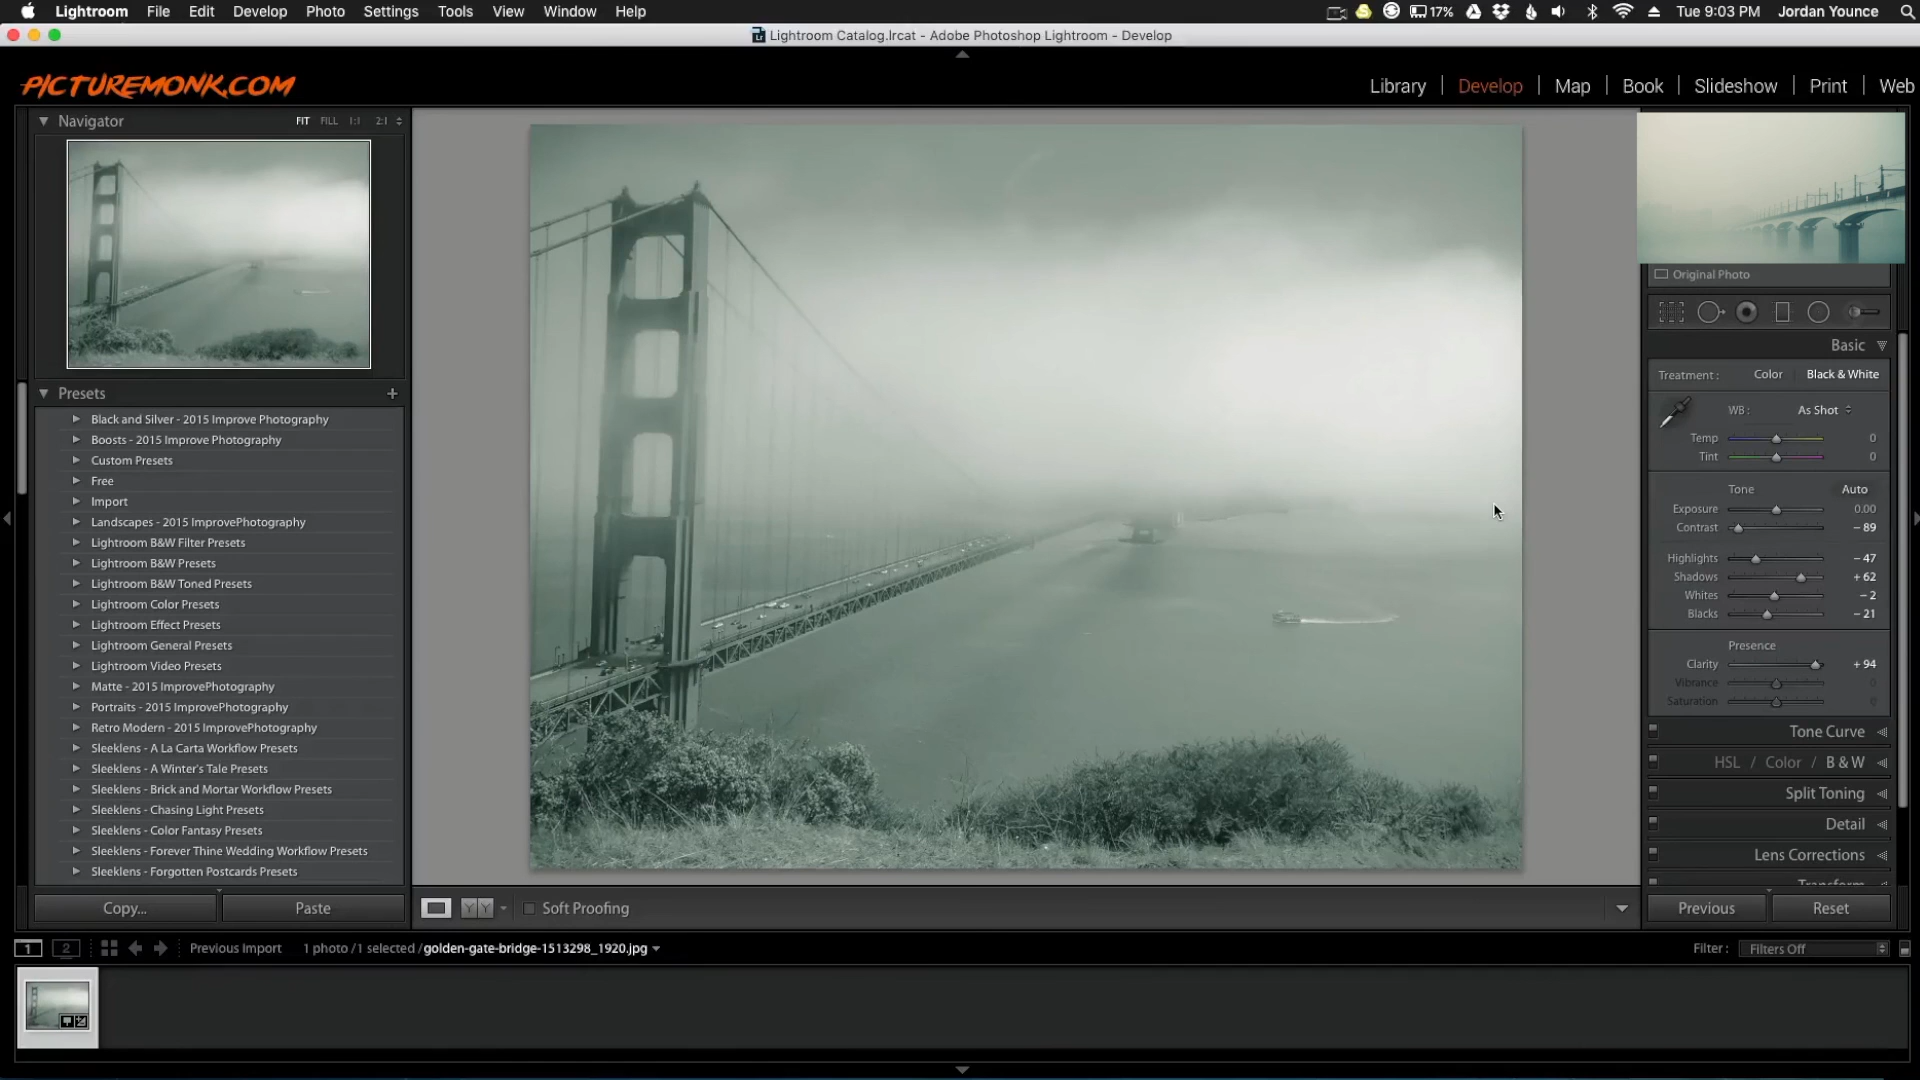 Lightroom File Edit Develop Photo Settings Tools View Window Help 17% Tue 9:03 PM Jordan Younce
Lightroom Catalog.lrcat - Adobe Photoshop Lightroom - Develop
PICTUREMONK.COM
Library Develop Map Book Slideshow Print Web
Navigator FIT FILL 1:1 2:1
Presets +
Black and Silver - 2015 Improve Photography
Boosts - 2015 Improve Photography
Custom Presets
Free
Import
Landscapes - 2015 ImprovePhotography
Lightroom B&W Filter Presets
Lightroom B&W Presets
Lightroom B&W Toned Presets
Lightroom Color Presets
Lightroom Effect Presets
Lightroom General Presets
Lightroom Video Presets
Matte - 2015 ImprovePhotography
Portraits - 2015 ImprovePhotography
Retro Modern - 2015 ImprovePhotography
Sleeklens - A La Carta Workflow Presets
Sleeklens - A Winter's Tale Presets
Sleeklens - Brick and Mortar Workflow Presets
Sleeklens - Chasing Light Presets
Sleeklens - Color Fantasy Presets
Sleeklens - Forever Thine Wedding Workflow Presets
Sleeklens - Forgotten Postcards Presets
Copy... Paste
Soft Proofing
Original Photo
Basic
Treatment : Color Black & White
WB : As Shot
Temp 0
Tint 0
Tone Auto
Exposure 0.00
Contrast - 89
Highlights - 47
Shadows + 62
Whites - 2
Blacks - 21
Presence
Clarity + 94
Vibrance 0
Saturation 0
Tone Curve
HSL / Color / B & W
Split Toning
Detail
Lens Corrections
Transform
Previous Reset
1 2 Previous Import 1 photo / 1 selected / golden-gate-bridge-1513298_1920.jpg Filter : Filters Off